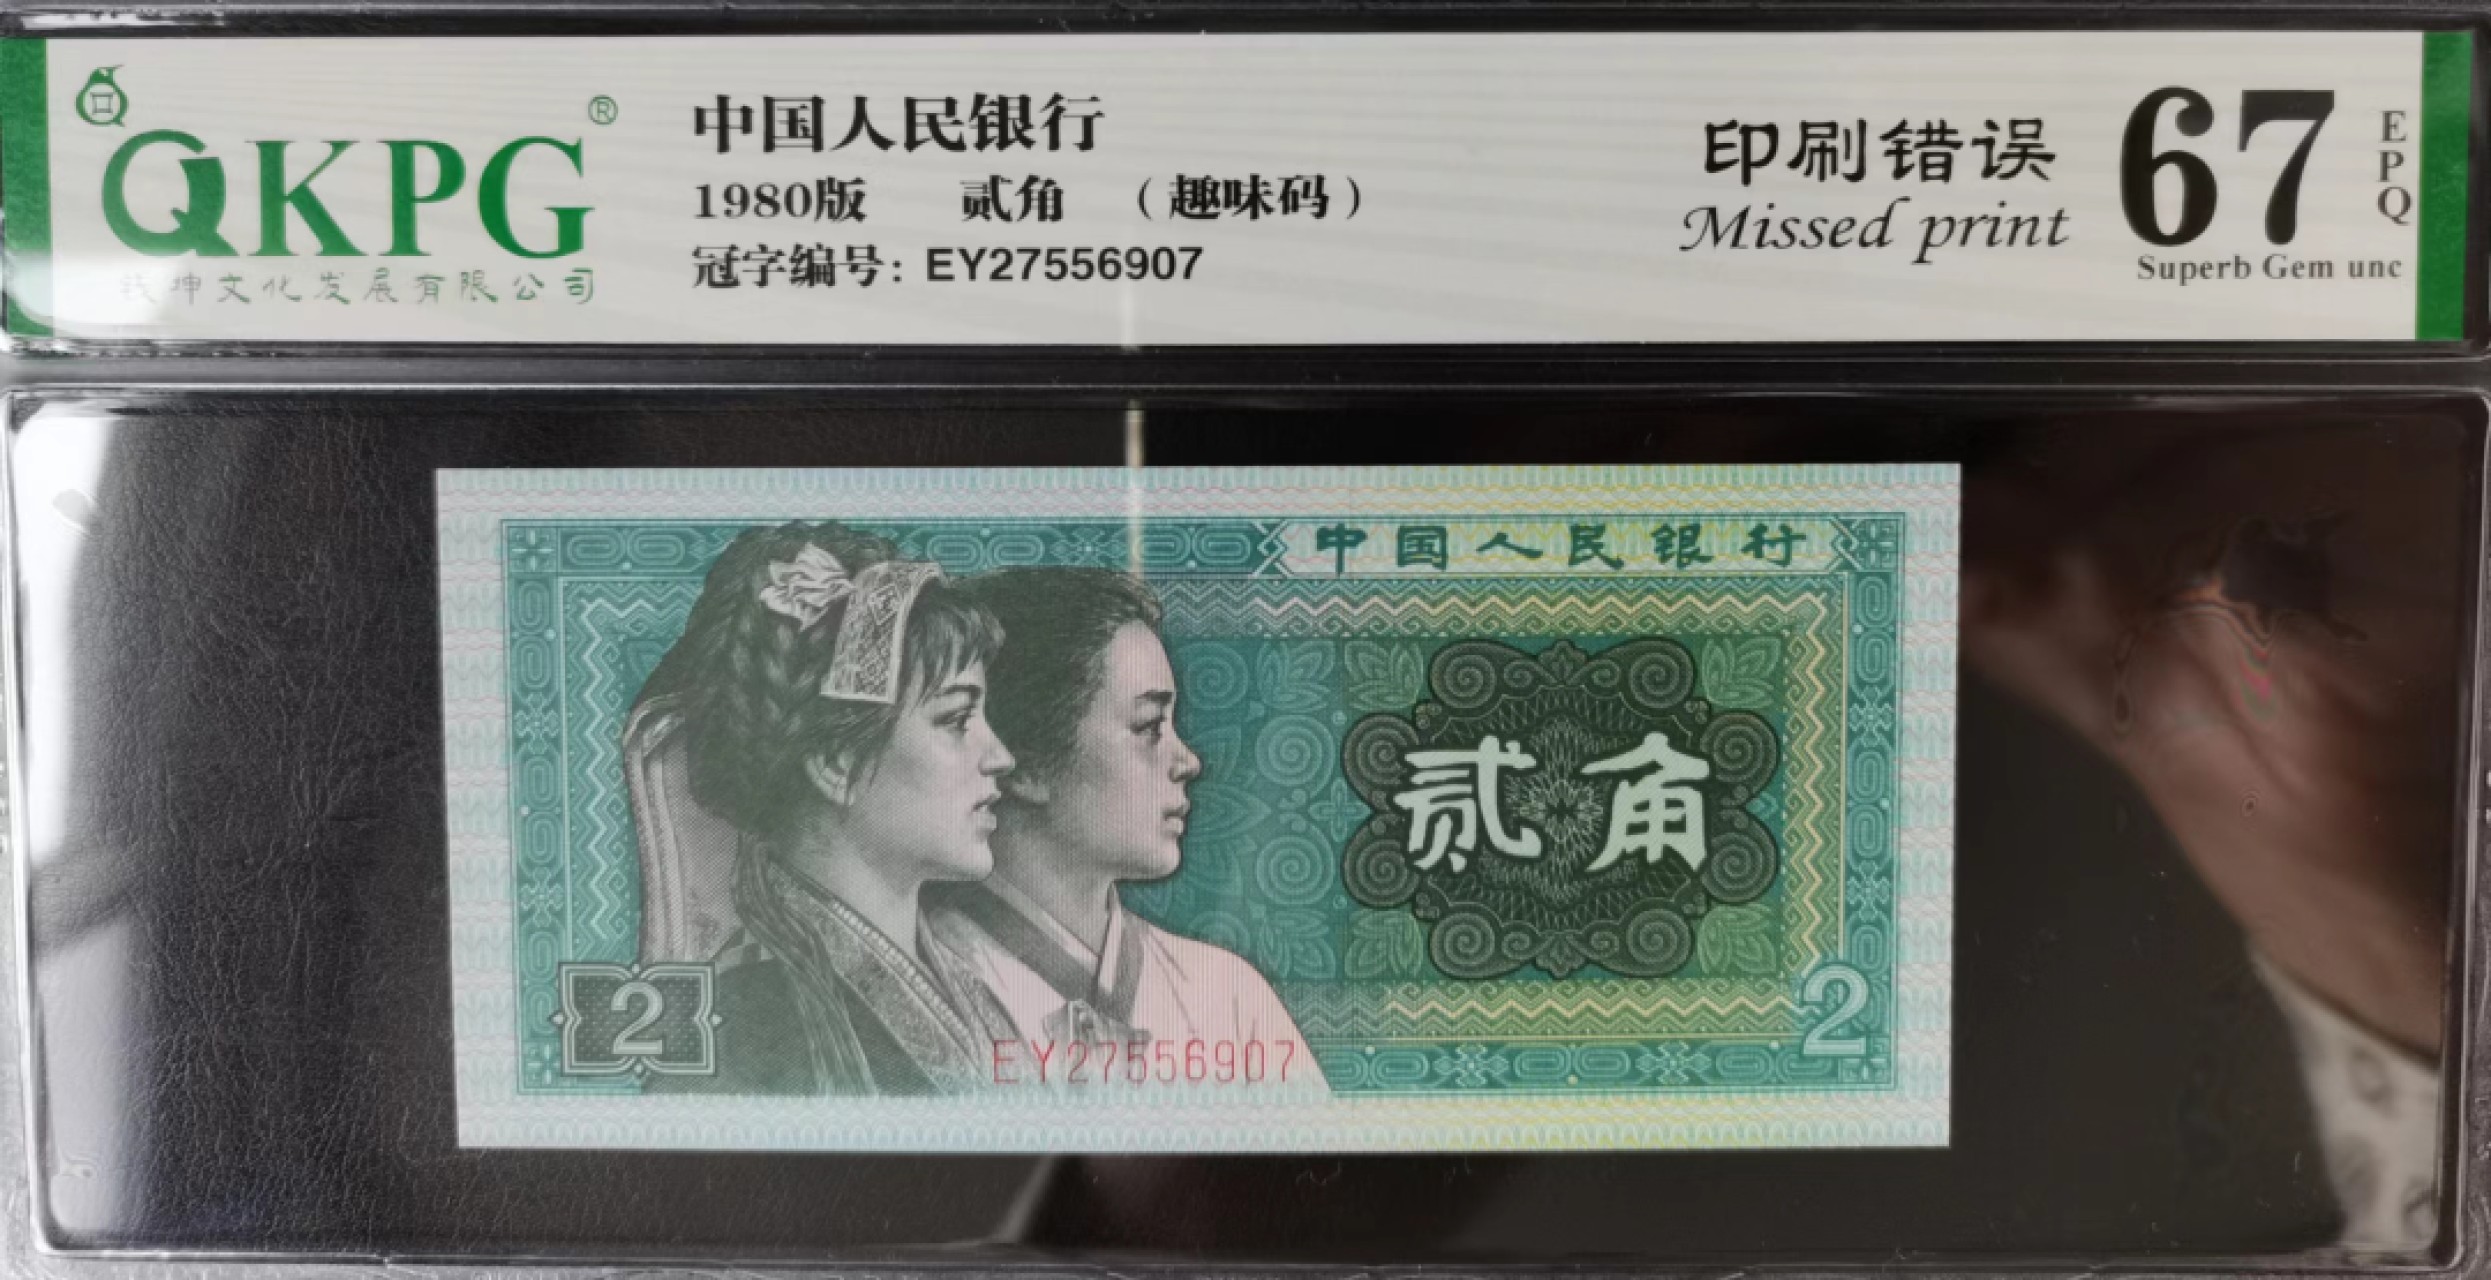 QKPG®
钱坤文化发展有限公司
中国人民银行
1980版 贰角 （趣味码）
冠字编号: EY27556907
印刷错误
Missed print
67
EPQ
Superb Gem unc
中国人民银行
贰角
2
2
EY27556907